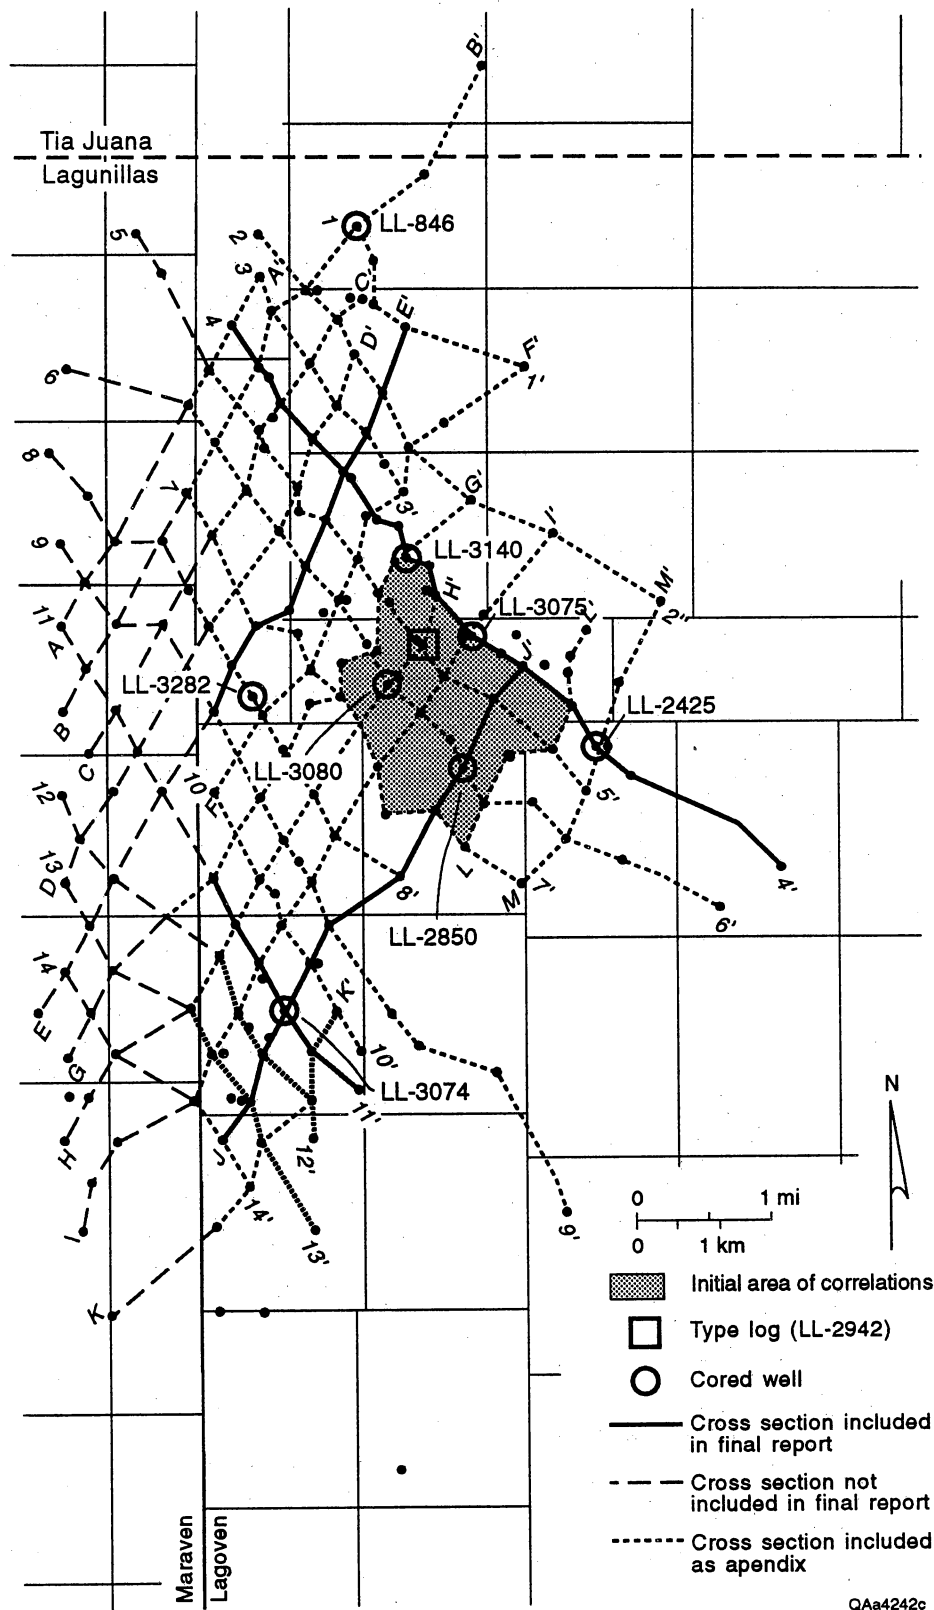 B'
Tia Juana
Lagunillas
1
LL-846
5
2
3
A'
C'
4
E'
D'
F'
1'
6
8
7
G'
3'
I'
9
LL-3140
H'
M'
2"
11
A
LL-3075
L'
J'
LL-3282
LL-2425
B
C
LL-3080
10
F
12
5'
13
D
L
8'
M
7'
4'
6'
LL-2850
14
E
K'
G
10'
LL-3074
11'
N
H
J
12'
14'
13'
I
9'
K
0 1 mi
0 1 km
Initial area of correlations
Type log (LL-2942)
Cored well
Cross section included
in final report
Cross section not
included in final report
Cross section included
as apendix
Maraven
Lagoven
QAa4242c